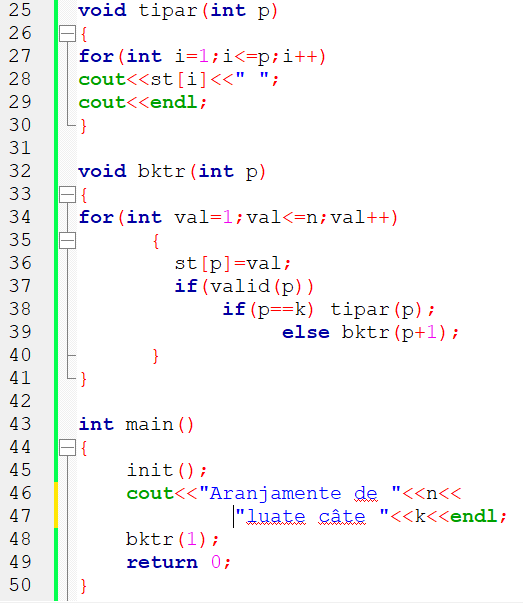 25 void tipar(int p)
26 {
27 for(int i=1;i<=p;i++)
28 cout<<st[i]<<" ";
29 cout<<endl;
30 }
31
32 void bktr(int p)
33 {
34 for(int val=1;val<=n;val++)
35 {
36 st[p]=val;
37 if(valid(p))
38 if(p==k) tipar(p);
39 else bktr(p+1);
40 }
41 }
42
43 int main()
44 {
45 init();
46 cout<<"Aranjamente de "<<n<<
47 "luate câte "<<k<<endl;
48 bktr(1);
49 return 0;
50 }